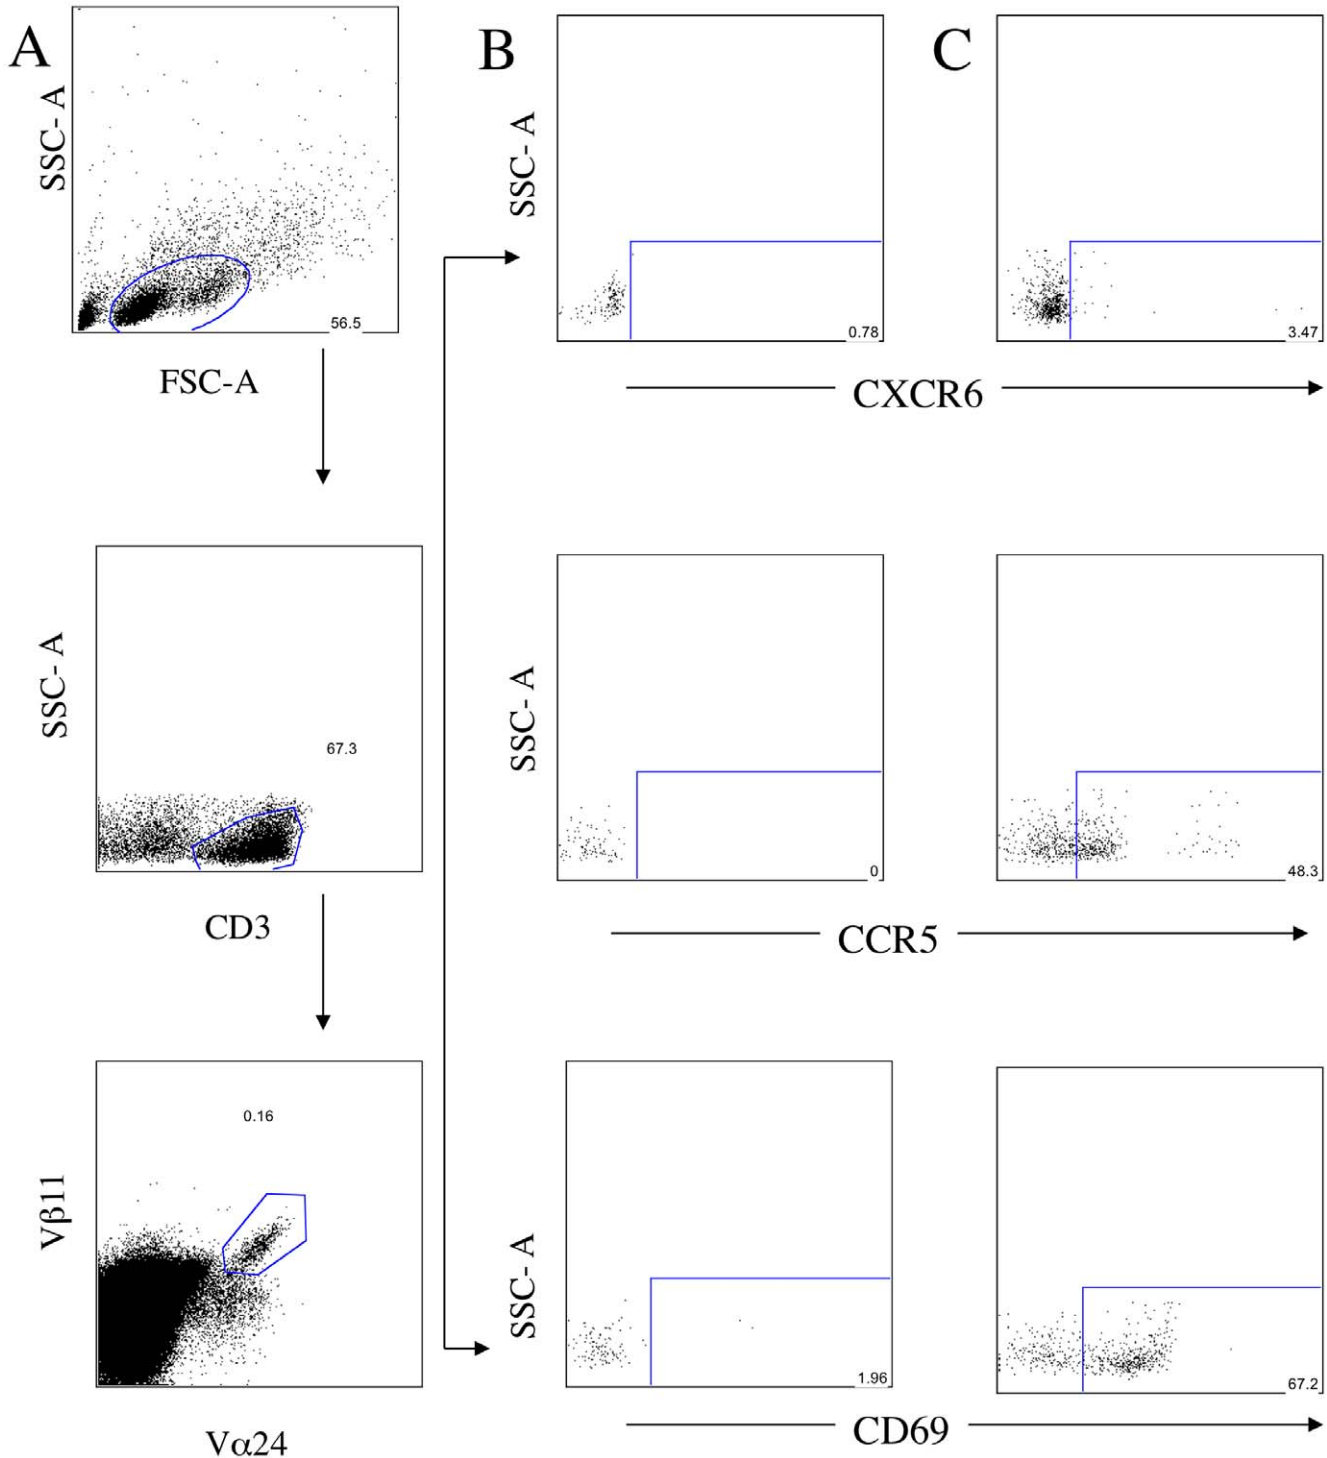 A
SSC- A
56.5
FSC-A
SSC- A
67.3
CD3
Vβ11
0.16
Vα24
B
SSC- A
0.78
C
3.47
CXCR6
SSC- A
0
48.3
CCR5
SSC- A
1.96
67.2
CD69